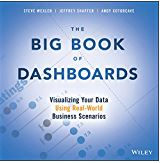 STEVE WEXLER | JEFFREY SHAFFER | ANDY COTGREAVE
THE
BIG BOOK OF
DASHBOARDS
Visualizing Your Data
Using Real-World
Business Scenarios
WILEY